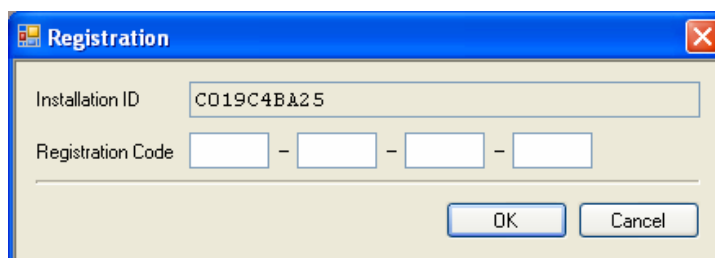 Registration
Installation ID C019C4BA25
Registration Code - - -
OK Cancel